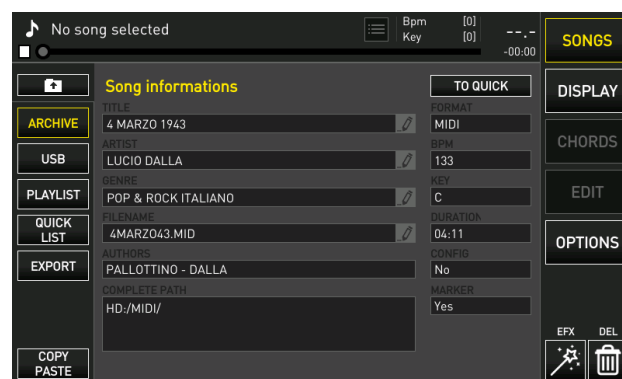 No song selected
Bpm [0]
Key [0]
--.-
-00:00
SONGS
Song informations
TO QUICK
DISPLAY
TITLE
FORMAT
ARCHIVE
4 MARZO 1943
MIDI
CHORDS
ARTIST
BPM
USB
LUCIO DALLA
133
GENRE
KEY
PLAYLIST
POP & ROCK ITALIANO
C
EDIT
FILENAME
DURATION
QUICK
LIST
4MARZO43.MID
04:11
OPTIONS
AUTHORS
CONFIG
EXPORT
PALLOTTINO - DALLA
No
COMPLETE PATH
MARKER
HD:/MIDI/
Yes
EFX DEL
COPY
PASTE